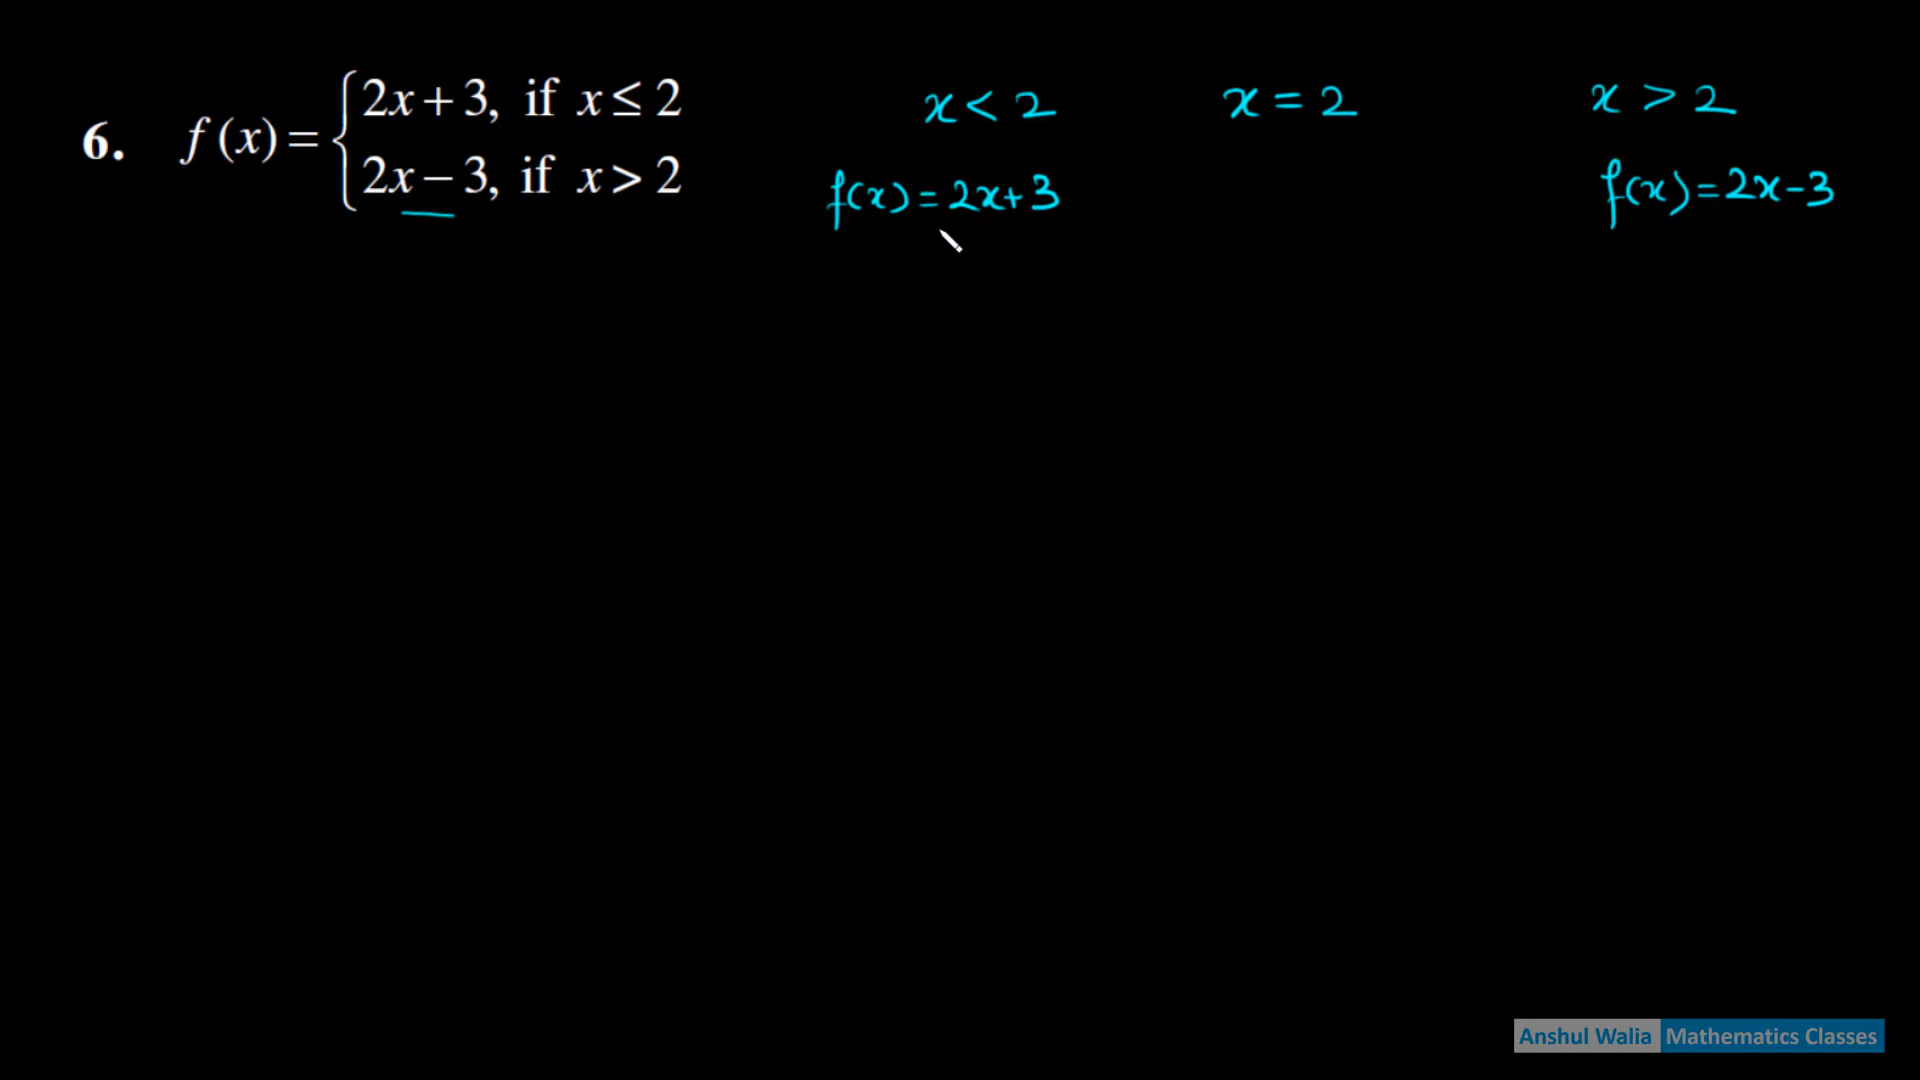 6. f(x) = { 2x + 3, if x ≤ 2
2x − 3, if x > 2
x < 2
f(x) = 2x + 3
x = 2
x > 2
f(x) = 2x − 3
Anshul Walia Mathematics Classes